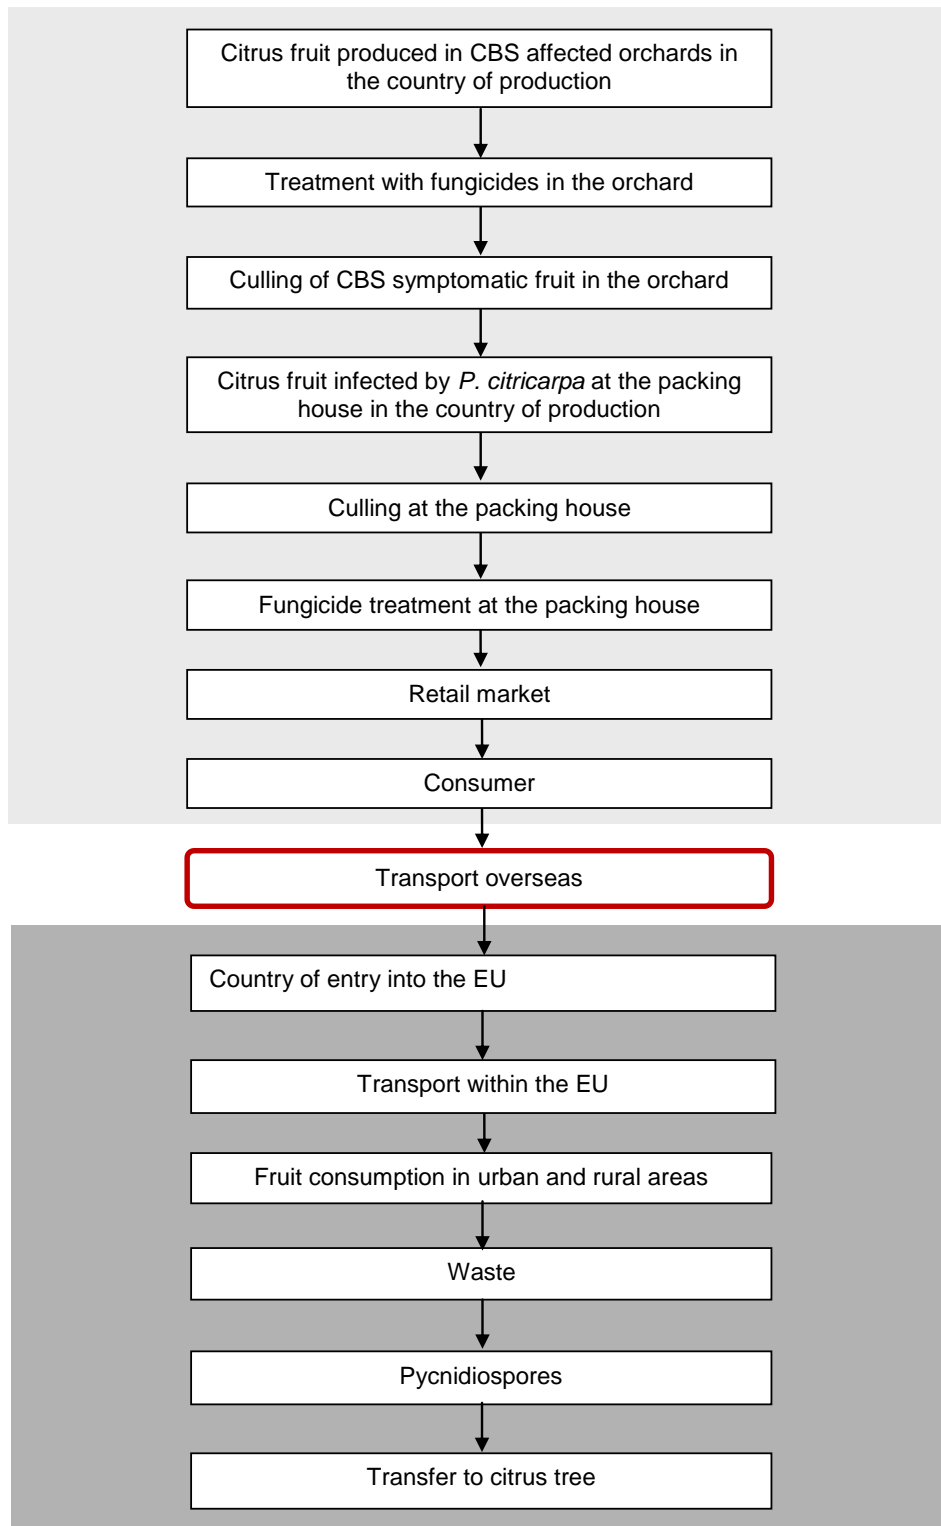 Citrus fruit produced in CBS affected orchards in
the country of production
Treatment with fungicides in the orchard
Culling of CBS symptomatic fruit in the orchard
Citrus fruit infected by P. citricarpa at the packing
house in the country of production
Culling at the packing house
Fungicide treatment at the packing house
Retail market
Consumer
Transport overseas
Country of entry into the EU
Transport within the EU
Fruit consumption in urban and rural areas
Waste
Pycnidiospores
Transfer to citrus tree